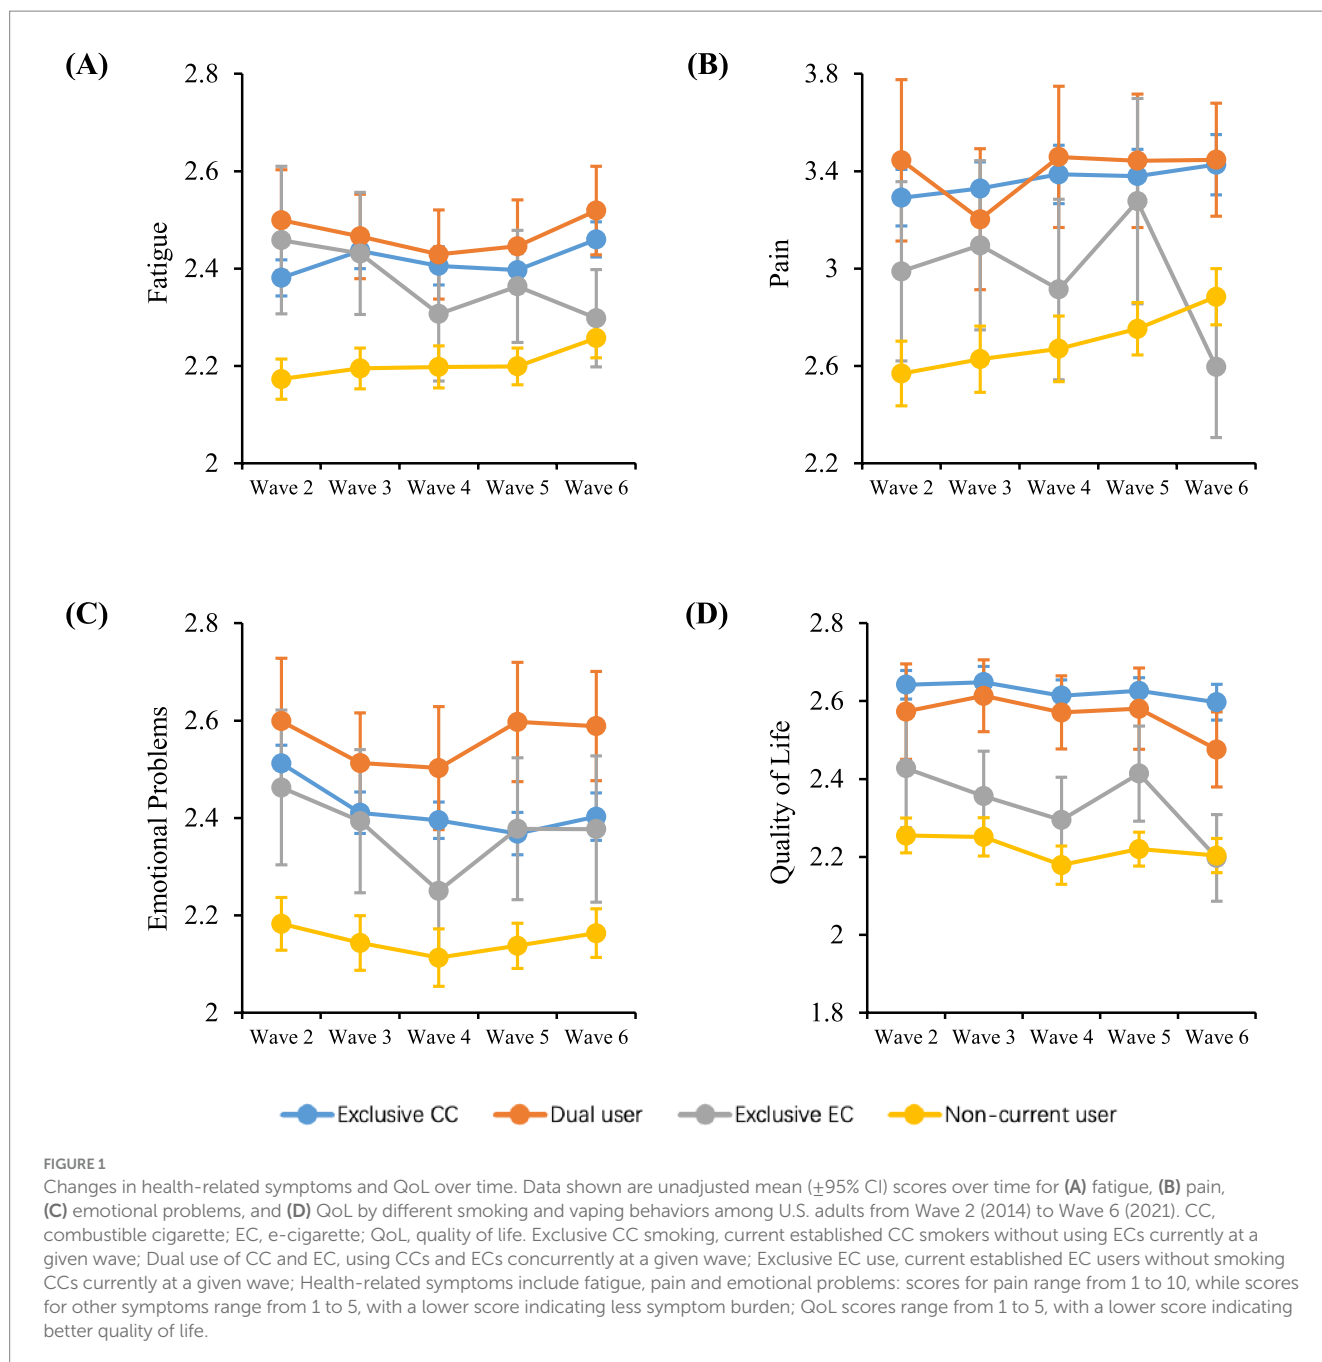 (A)
2.8
2.6
2.4
2.2
2
Fatigue
Wave 2 Wave 3 Wave 4 Wave 5 Wave 6
(B)
3.8
3.4
3
2.6
2.2
Pain
Wave 2 Wave 3 Wave 4 Wave 5 Wave 6
(C)
2.8
2.6
2.4
2.2
2
Emotional Problems
Wave 2 Wave 3 Wave 4 Wave 5 Wave 6
(D)
2.8
2.6
2.4
2.2
2
1.8
Quality of Life
Wave 2 Wave 3 Wave 4 Wave 5 Wave 6
Exclusive CC Dual user Exclusive EC Non-current user
FIGURE 1
Changes in health-related symptoms and QoL over time. Data shown are unadjusted mean (±95% CI) scores over time for (A) fatigue, (B) pain,
(C) emotional problems, and (D) QoL by different smoking and vaping behaviors among U.S. adults from Wave 2 (2014) to Wave 6 (2021). CC,
combustible cigarette; EC, e-cigarette; QoL, quality of life. Exclusive CC smoking, current established CC smokers without using ECs currently at a
given wave; Dual use of CC and EC, using CCs and ECs concurrently at a given wave; Exclusive EC use, current established EC users without smoking
CCs currently at a given wave; Health-related symptoms include fatigue, pain and emotional problems: scores for pain range from 1 to 10, while scores
for other symptoms range from 1 to 5, with a lower score indicating less symptom burden; QoL scores range from 1 to 5, with a lower score indicating
better quality of life.